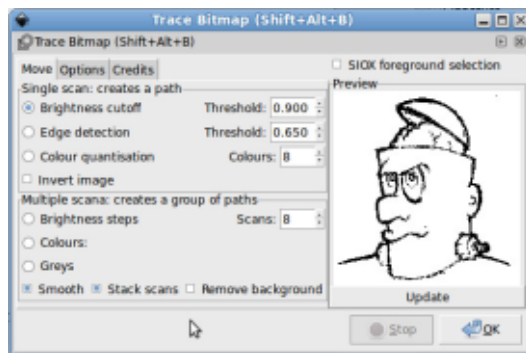 Trace Bitmap (Shift+Alt+B)
Trace Bitmap (Shift+Alt+B)
Move Options Credits
SIOX foreground selection
Single scan: creates a path
Preview
Brightness cutoff Threshold: 0.900
Edge detection Threshold: 0.650
Colour quantisation Colours: 8
Invert image
Multiple scana: creates a group of paths
Brightness steps Scans: 8
Colours:
Greys
Smooth Stack scans Remove background
Update
Stop OK